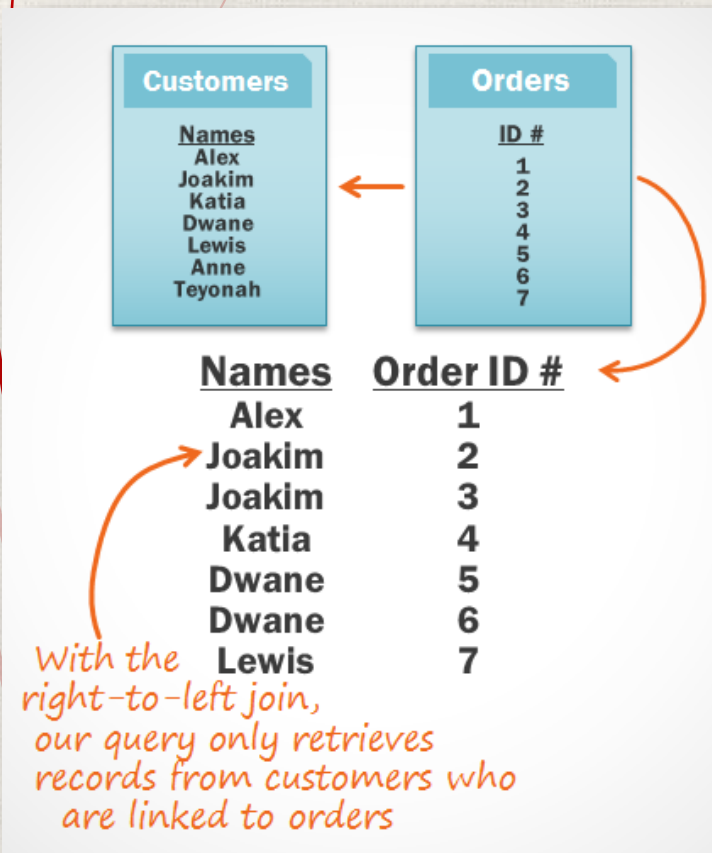 Customers
Names
Alex
Joakim
Katia
Dwane
Lewis
Anne
Teyonah
Orders
ID #
1
2
3
4
5
6
7
Names Order ID #
Alex 1
Joakim 2
Joakim 3
Katia 4
Dwane 5
Dwane 6
Lewis 7
With the
right-to-left join,
our query only retrieves
records from customers who
are linked to orders